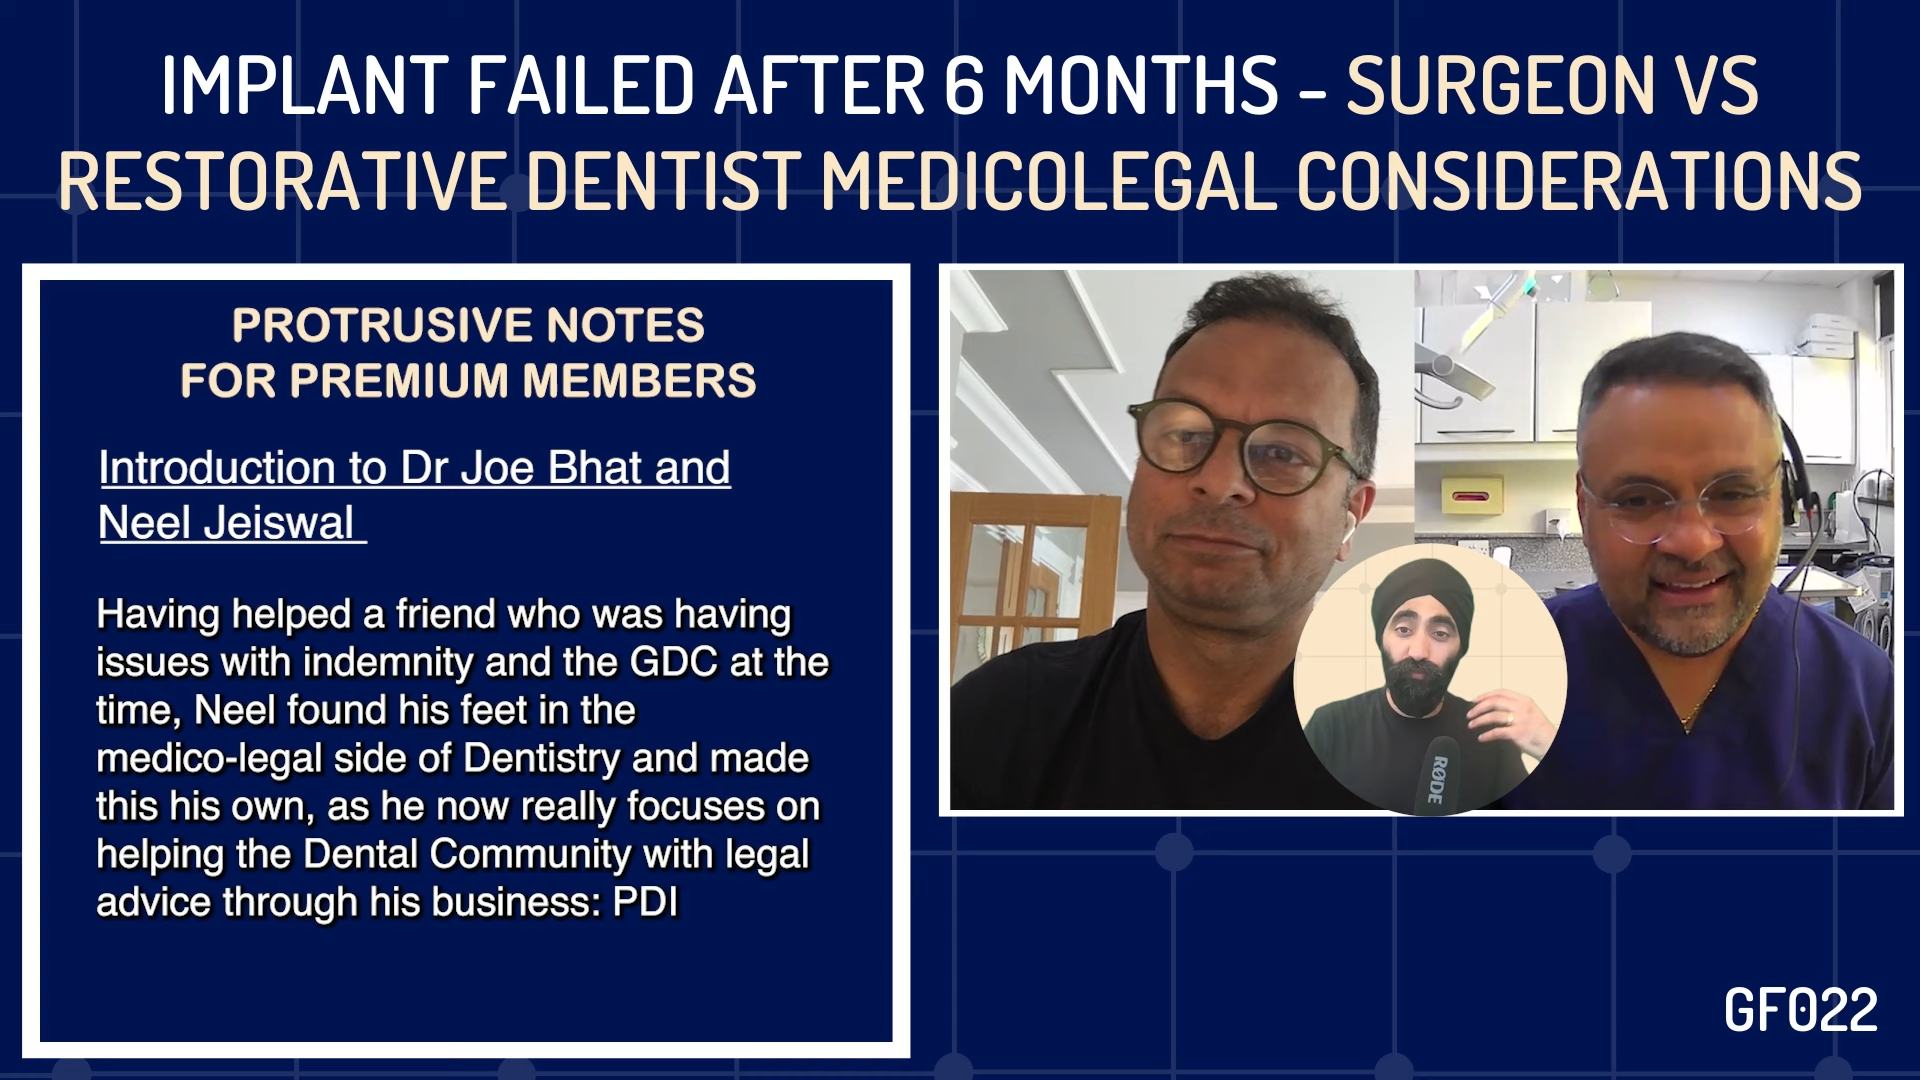 IMPLANT FAILED AFTER 6 MONTHS - SURGEON VS
RESTORATIVE DENTIST MEDICOLEGAL CONSIDERATIONS
PROTRUSIVE NOTES
FOR PREMIUM MEMBERS
Introduction to Dr Joe Bhat and
Neel Jeiswal
Having helped a friend who was having
issues with indemnity and the GDC at the
time, Neel found his feet in the
medico-legal side of Dentistry and made
this his own, as he now really focuses on
helping the Dental Community with legal
advice through his business: PDI
RØDE
GF022